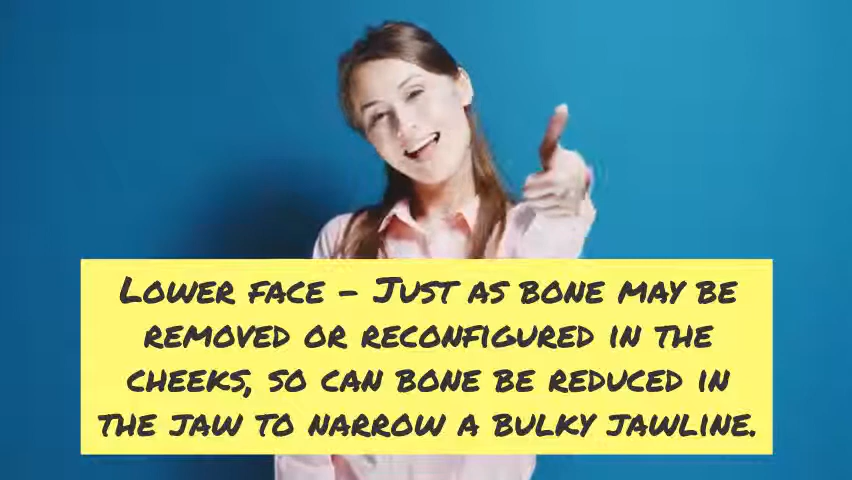 Lower face – Just as bone may be
removed or reconfigured in the
cheeks, so can bone be reduced in
the jaw to narrow a bulky jawline.